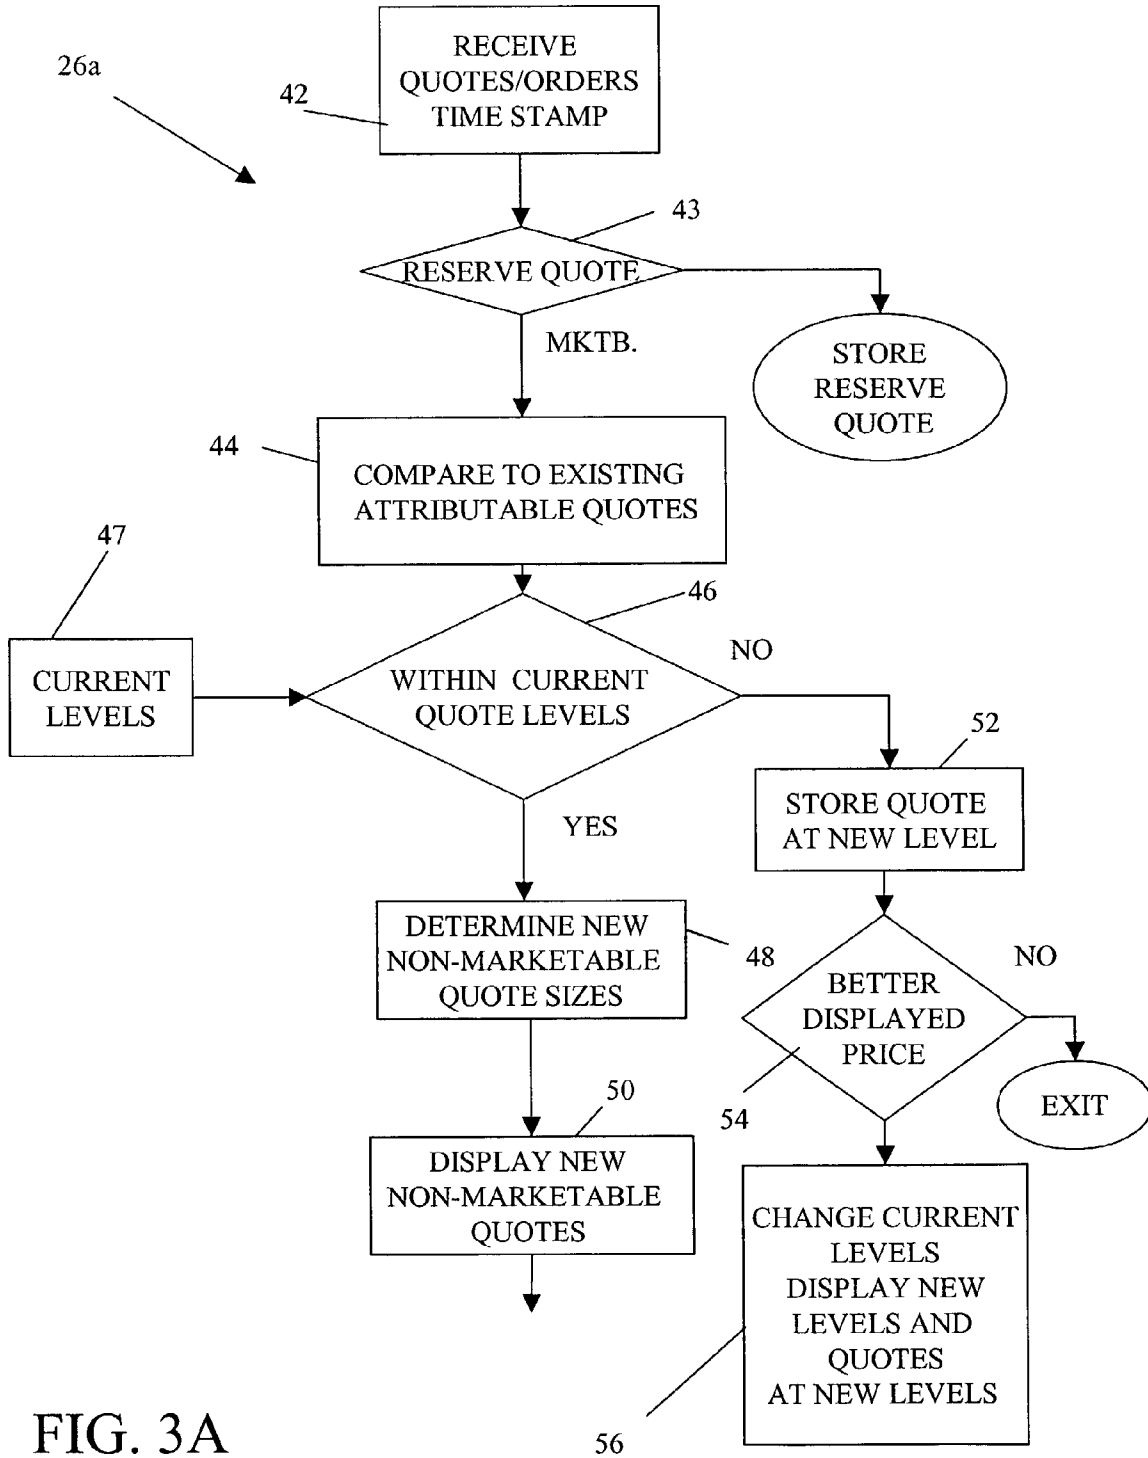 RECEIVE
QUOTES/ORDERS
TIME STAMP
26a
42
43
RESERVE QUOTE
MKTB.
STORE
RESERVE
QUOTE
44
COMPARE TO EXISTING
ATTRIBUTABLE QUOTES
47
46
CURRENT
LEVELS
WITHIN CURRENT
QUOTE LEVELS
NO
52
STORE QUOTE
AT NEW LEVEL
YES
DETERMINE NEW
NON-MARKETABLE
QUOTE SIZES
48
BETTER
DISPLAYED
PRICE
NO
54
EXIT
50
DISPLAY NEW
NON-MARKETABLE
QUOTES
CHANGE CURRENT
LEVELS
DISPLAY NEW
LEVELS AND
QUOTES
AT NEW LEVELS
56
FIG. 3A